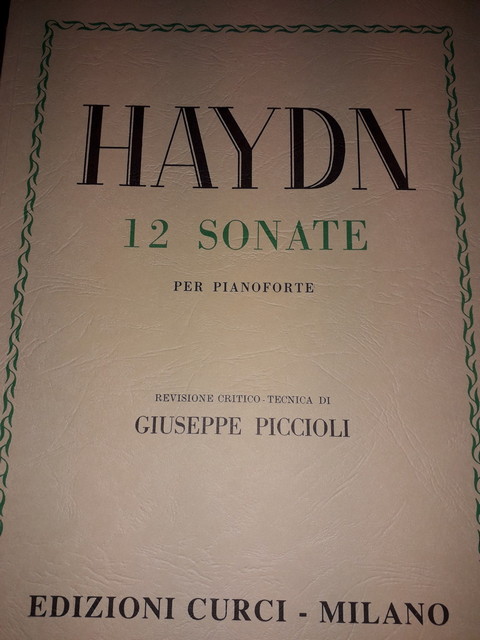 HAYDN
12 SONATE
PER PIANOFORTE
REVISIONE CRITICO-TECNICA DI
GIUSEPPE PICCIOLI
EDIZIONI CURCI - MILANO